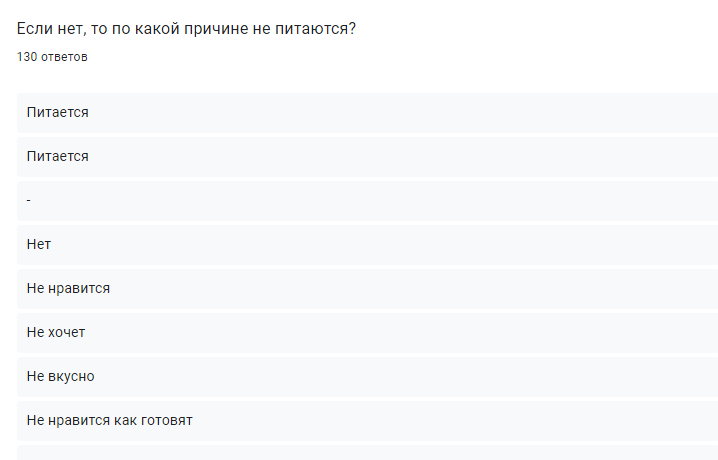 Если нет, то по какой причине не питаются?
130 ответов
Питается
Питается
-
Нет
Не нравится
Не хочет
Не вкусно
Не нравится как готовят